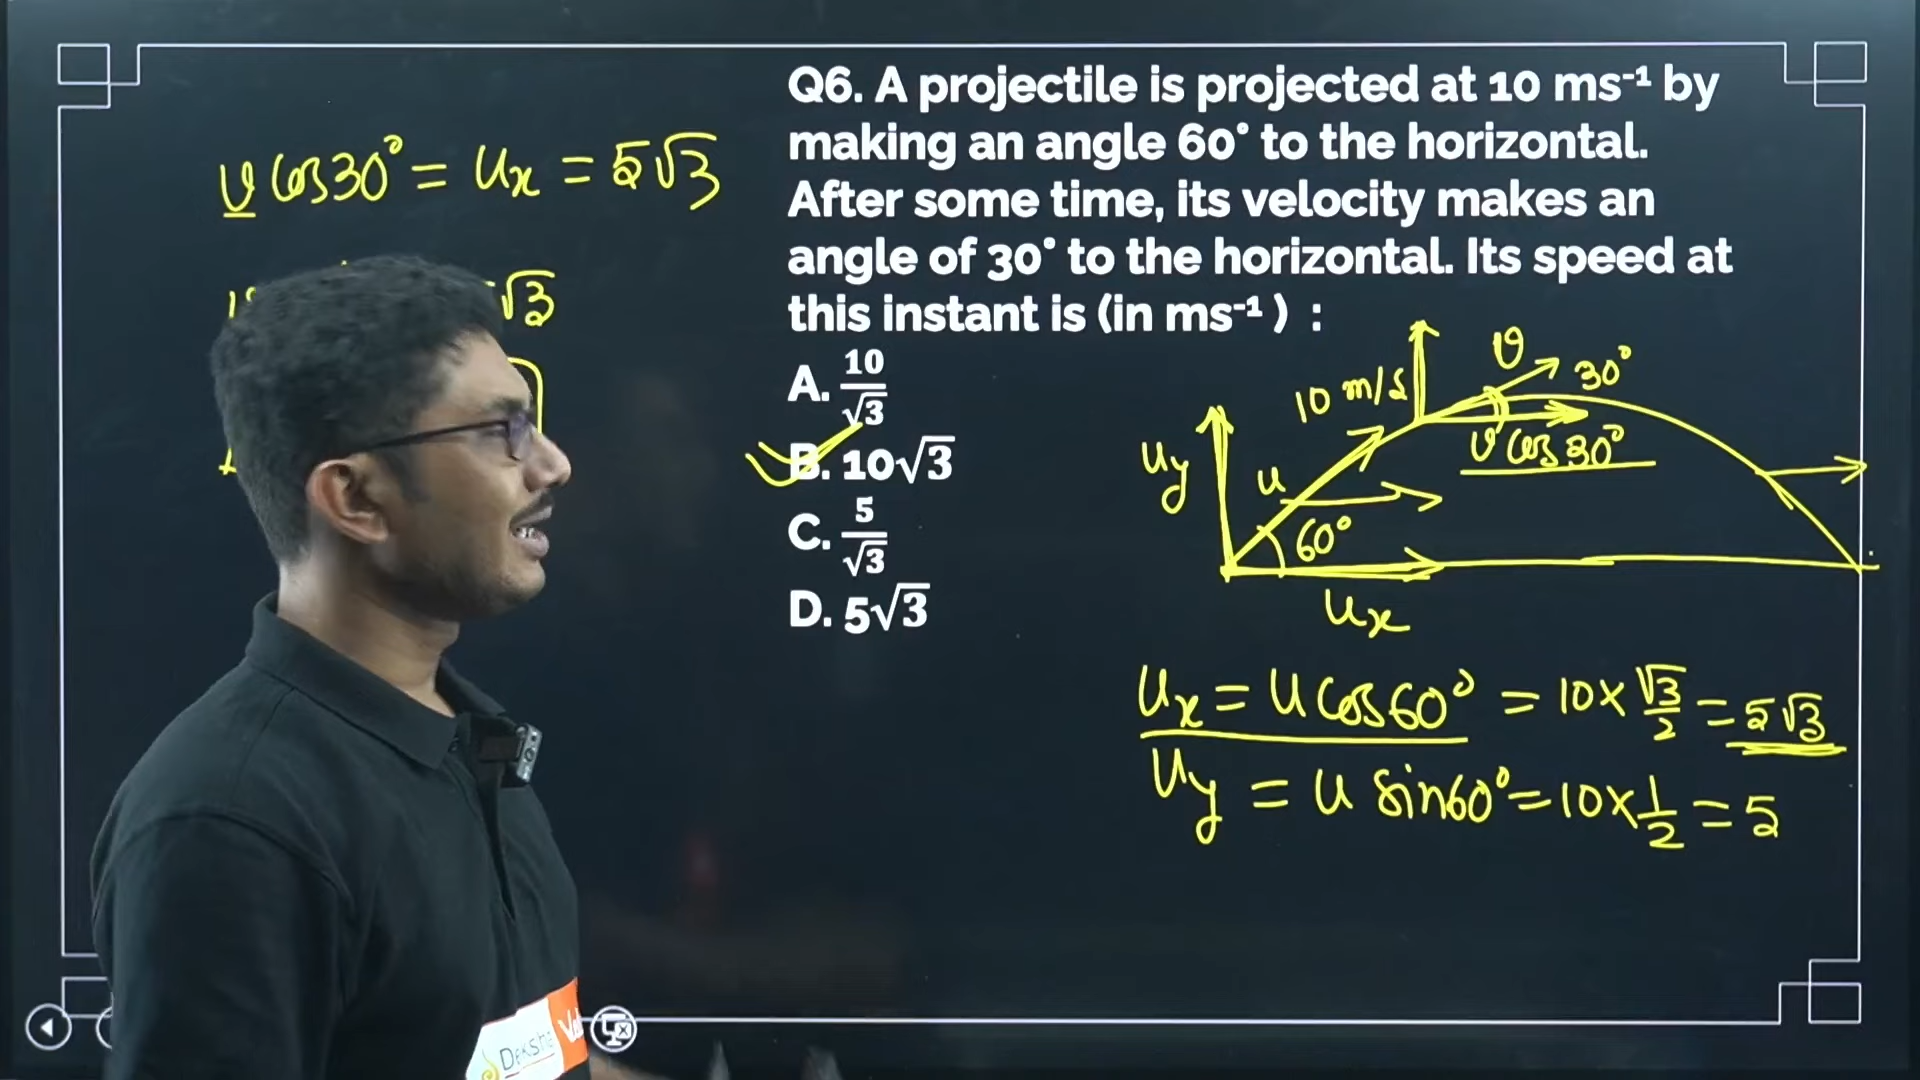 Q6. A projectile is projected at 10 ms⁻¹ by
making an angle 60° to the horizontal.
After some time, its velocity makes an
angle of 30° to the horizontal. Its speed at
this instant is (in ms⁻¹ ) :
A. 10/√3
B. 10√3
C. 5/√3
D. 5√3
v cos30° = ux = 5√3
√3
10 m/s
v
30°
v cos 30°
uy
u
60°
ux
ux = u cos60° = 10 × √3/2 = 5√3
uy = u sin60° = 10 × 1/2 = 5
Deksha